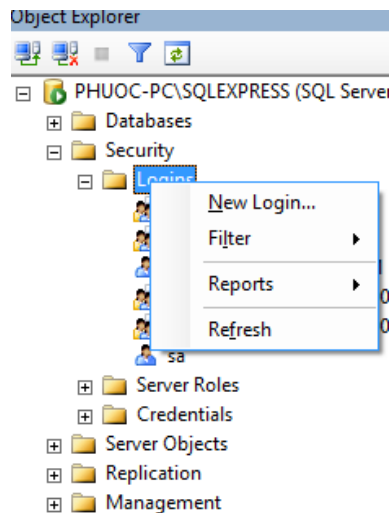 Object Explorer
PHUOC-PC\SQLEXPRESS (SQL Server
Databases
Security
Logins
New Login...
Filter
Reports
Refresh
sa
Server Roles
Credentials
Server Objects
Replication
Management